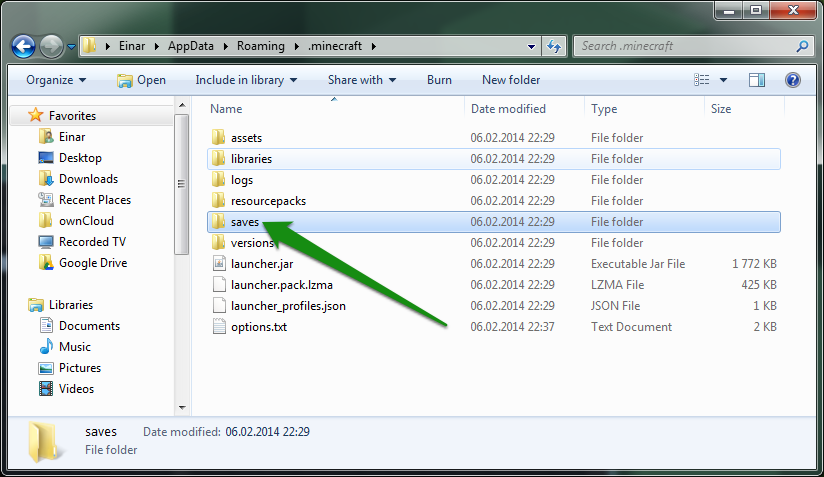 Einar AppData Roaming .minecraft Search .minecraft
Organize Open Include in library Share with Burn New folder
Name Date modified Type Size
Favorites
Einar
Desktop
Downloads
Recent Places
ownCloud
Recorded TV
Google Drive
Libraries
Documents
Music
Pictures
Videos
assets 06.02.2014 22:29 File folder
libraries 06.02.2014 22:29 File folder
logs 06.02.2014 22:29 File folder
resourcepacks 06.02.2014 22:29 File folder
saves 06.02.2014 22:29 File folder
versions 06.02.2014 22:29 File folder
launcher.jar 06.02.2014 22:29 Executable Jar File 1 772 KB
launcher.pack.lzma 06.02.2014 22:29 LZMA File 425 KB
launcher_profiles.json 06.02.2014 22:29 JSON File 1 KB
options.txt 06.02.2014 22:37 Text Document 2 KB
saves Date modified: 06.02.2014 22:29
File folder